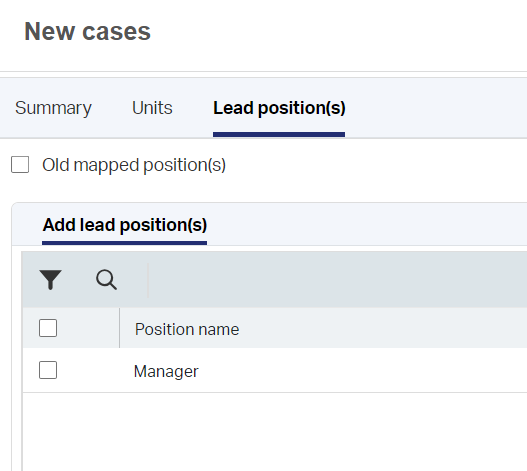 New cases
Summary Units Lead position(s)
Old mapped position(s)
Add lead position(s)
Position name
Manager